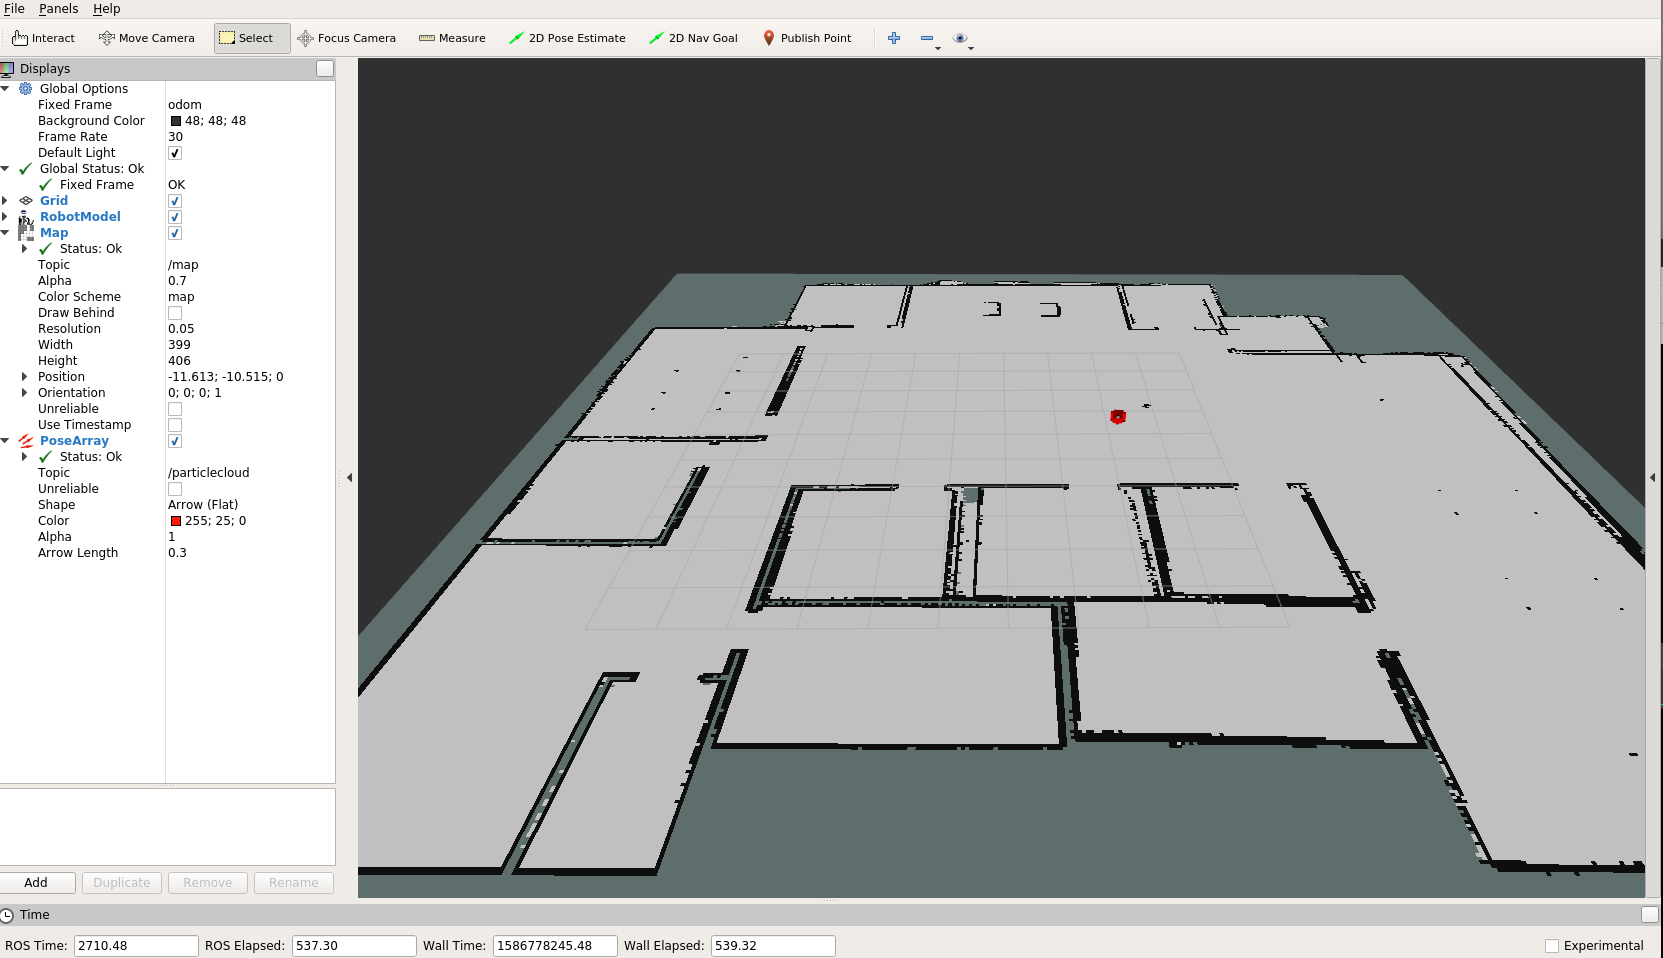 File Panels Help
Interact Move Camera Select Focus Camera Measure 2D Pose Estimate 2D Nav Goal Publish Point
Displays
Global Options
Fixed Frame odom
Background Color 48; 48; 48
Frame Rate 30
Default Light
Global Status: Ok
Fixed Frame OK
Grid
RobotModel
Map
Status: Ok
Topic /map
Alpha 0.7
Color Scheme map
Draw Behind
Resolution 0.05
Width 399
Height 406
Position -11.613; -10.515; 0
Orientation 0; 0; 0; 1
Unreliable
Use Timestamp
PoseArray
Status: Ok
Topic /particlecloud
Unreliable
Shape Arrow (Flat)
Color 255; 25; 0
Alpha 1
Arrow Length 0.3
Add Duplicate Remove Rename
Time
ROS Time: 2710.48 ROS Elapsed: 537.30 Wall Time: 1586778245.48 Wall Elapsed: 539.32 Experimental